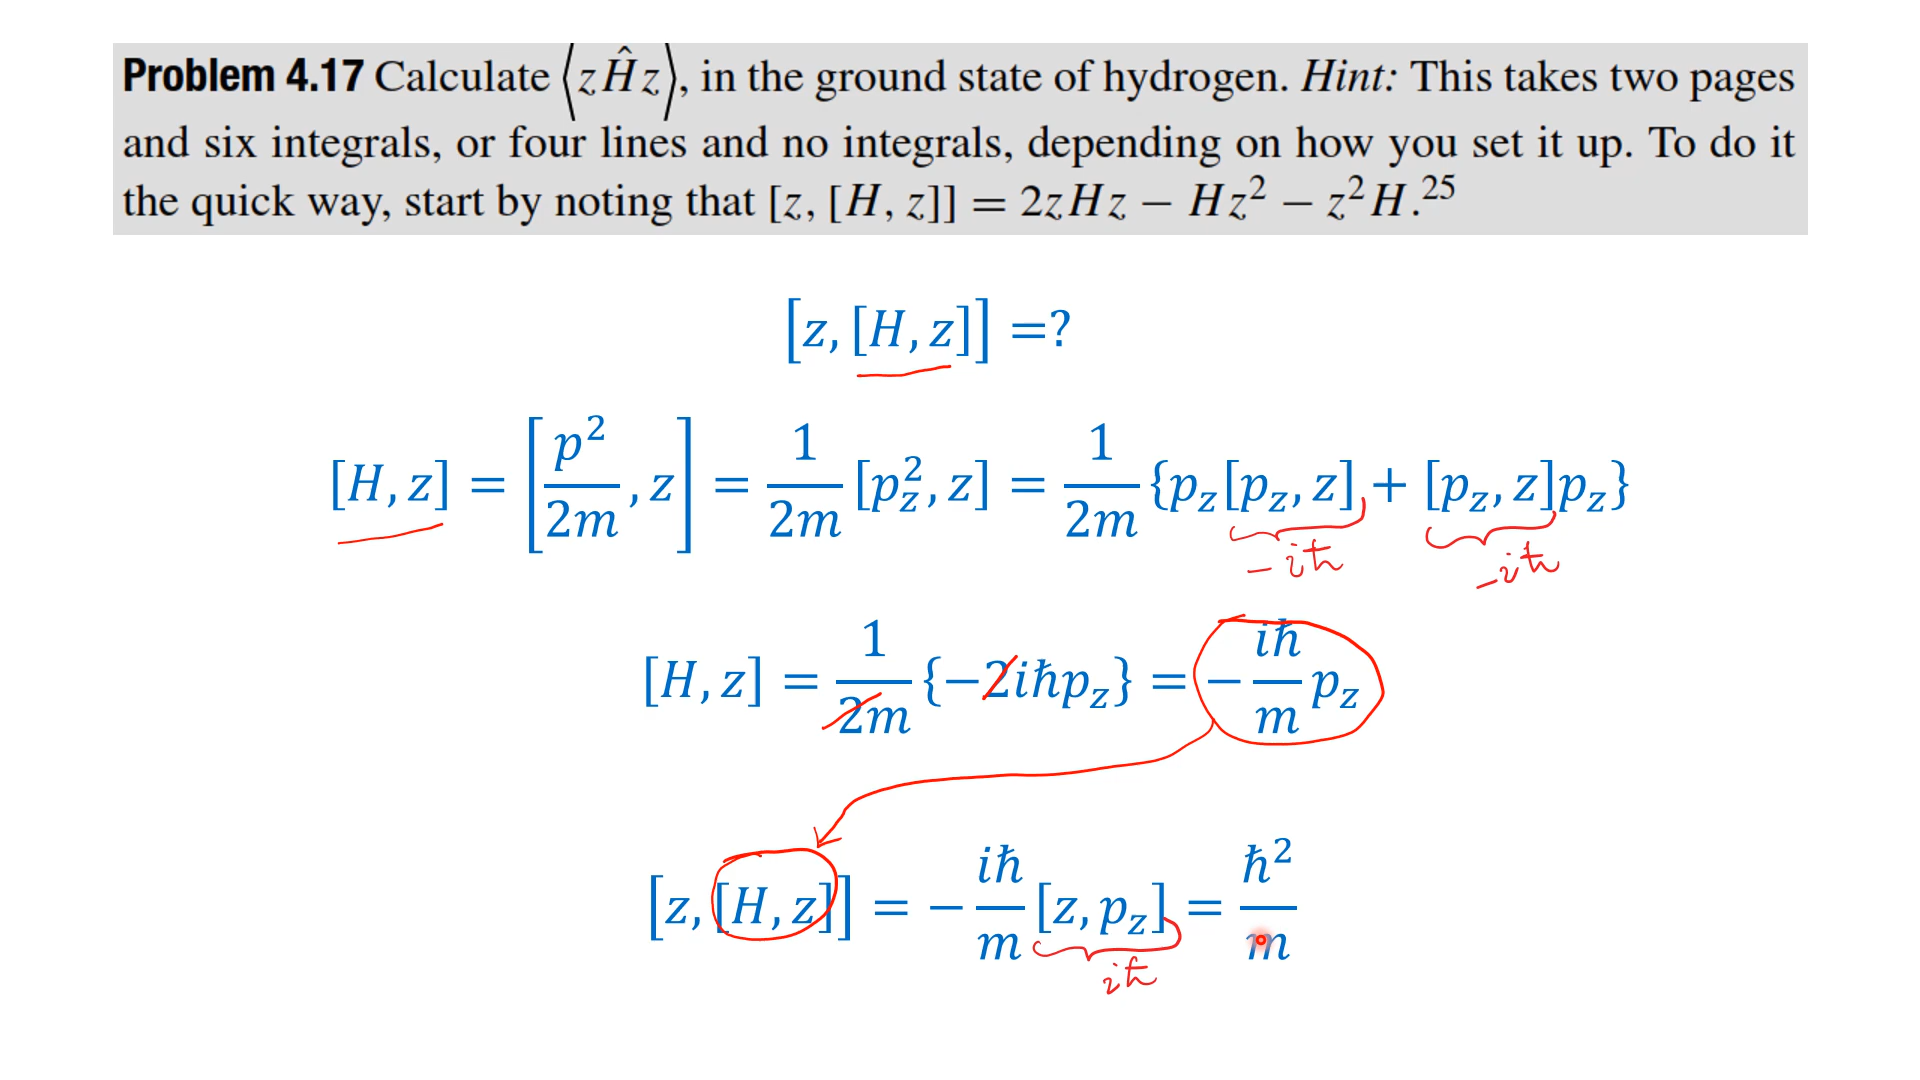 Problem 4.17 Calculate ⟨z Ĥ z⟩, in the ground state of hydrogen. Hint: This takes two pages
and six integrals, or four lines and no integrals, depending on how you set it up. To do it
the quick way, start by noting that [z, [H, z]] = 2zHz − Hz² − z²H.²⁵
[z, [H, z]] =?
[H, z] = [p²/2m, z] = 1/2m [p_z², z] = 1/2m {p_z[p_z, z] + [p_z, z]p_z}
−iħ −iħ
[H, z] = 1/2m {−2iħp_z} = − iħ/m p_z
[z, [H, z]] = − iħ/m [z, p_z] = ħ²/m
iħ